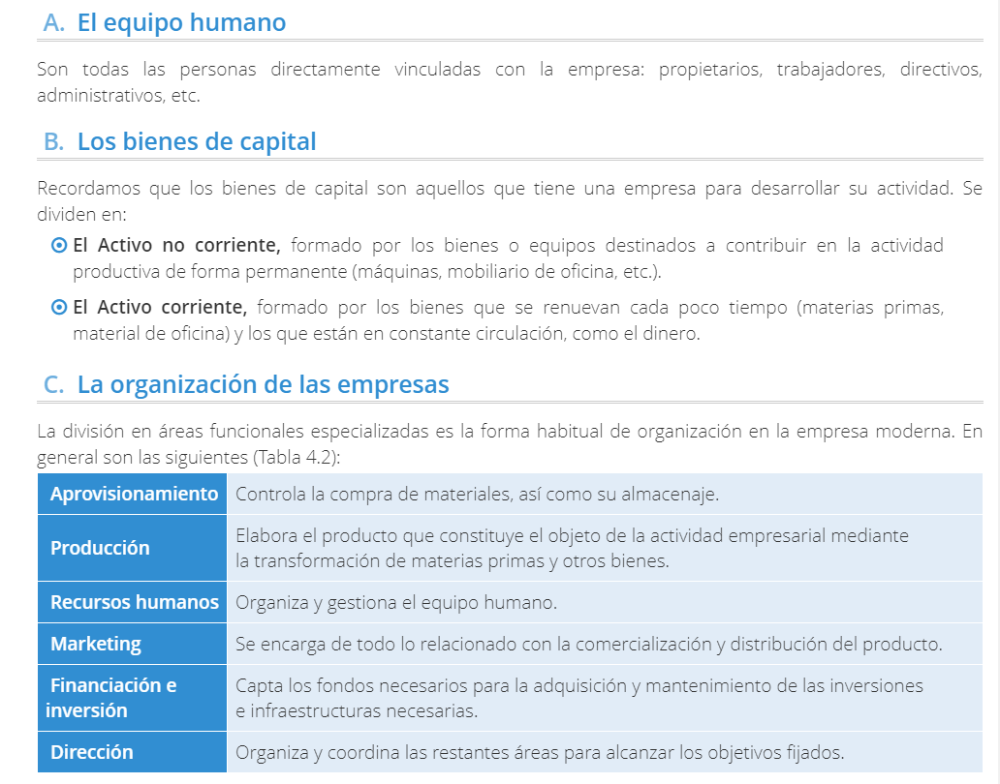 A. El equipo humano
Son todas las personas directamente vinculadas con la empresa: propietarios, trabajadores, directivos,
administrativos, etc.
B. Los bienes de capital
Recordamos que los bienes de capital son aquellos que tiene una empresa para desarrollar su actividad. Se
dividen en:
El Activo no corriente, formado por los bienes o equipos destinados a contribuir en la actividad
productiva de forma permanente (máquinas, mobiliario de oficina, etc.).
El Activo corriente, formado por los bienes que se renuevan cada poco tiempo (materias primas,
material de oficina) y los que están en constante circulación, como el dinero.
C. La organización de las empresas
La división en áreas funcionales especializadas es la forma habitual de organización en la empresa moderna. En
general son las siguientes (Tabla 4.2):
Aprovisionamiento Controla la compra de materiales, así como su almacenaje.
Producción
Elabora el producto que constituye el objeto de la actividad empresarial mediante
la transformación de materias primas y otros bienes.
Recursos humanos Organiza y gestiona el equipo humano.
Marketing Se encarga de todo lo relacionado con la comercialización y distribución del producto.
Financiación e
inversión
Capta los fondos necesarios para la adquisición y mantenimiento de las inversiones
e infraestructuras necesarias.
Dirección Organiza y coordina las restantes áreas para alcanzar los objetivos fijados.